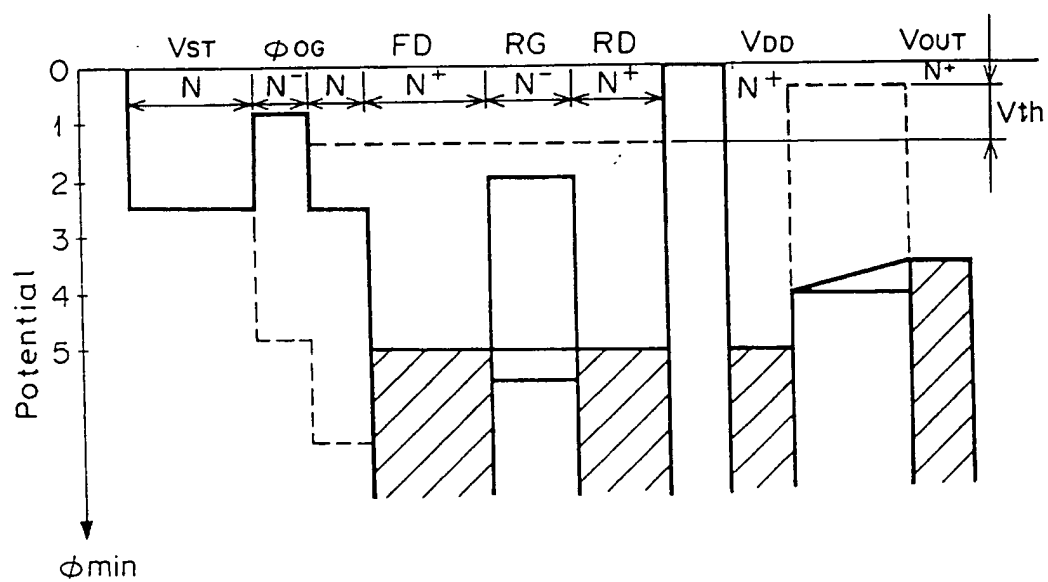 VST ϕOG FD RG RD VDD VOUT
0 N N⁻ N N⁺ N⁻ N⁺ N⁺ N⁺
Vth
1
2
3
4
5
Potential
ϕmin